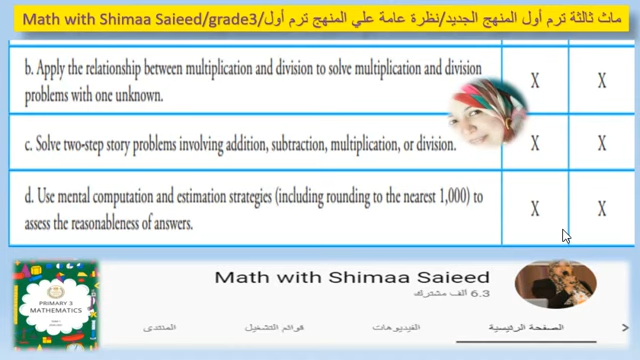 Math with Shimaa Saieed/grade3/ماث ثالثة ترم أول المنهج الجديد/نظرة عامة علي المنهج ترم أول
b. Apply the relationship between multiplication and division to solve multiplication and division
problems with one unknown.
X X
c. Solve two-step story problems involving addition, subtraction, multiplication, or division.
X X
d. Use mental computation and estimation strategies (including rounding to the nearest 1,000) to
assess the reasonableness of answers.
X X
PRIMARY 3
MATHEMATICS
Math with Shimaa Saieed
6.3 ألف مشترك
الصفحة الرئيسية الفيديوهات قوائم التشغيل المنتدى